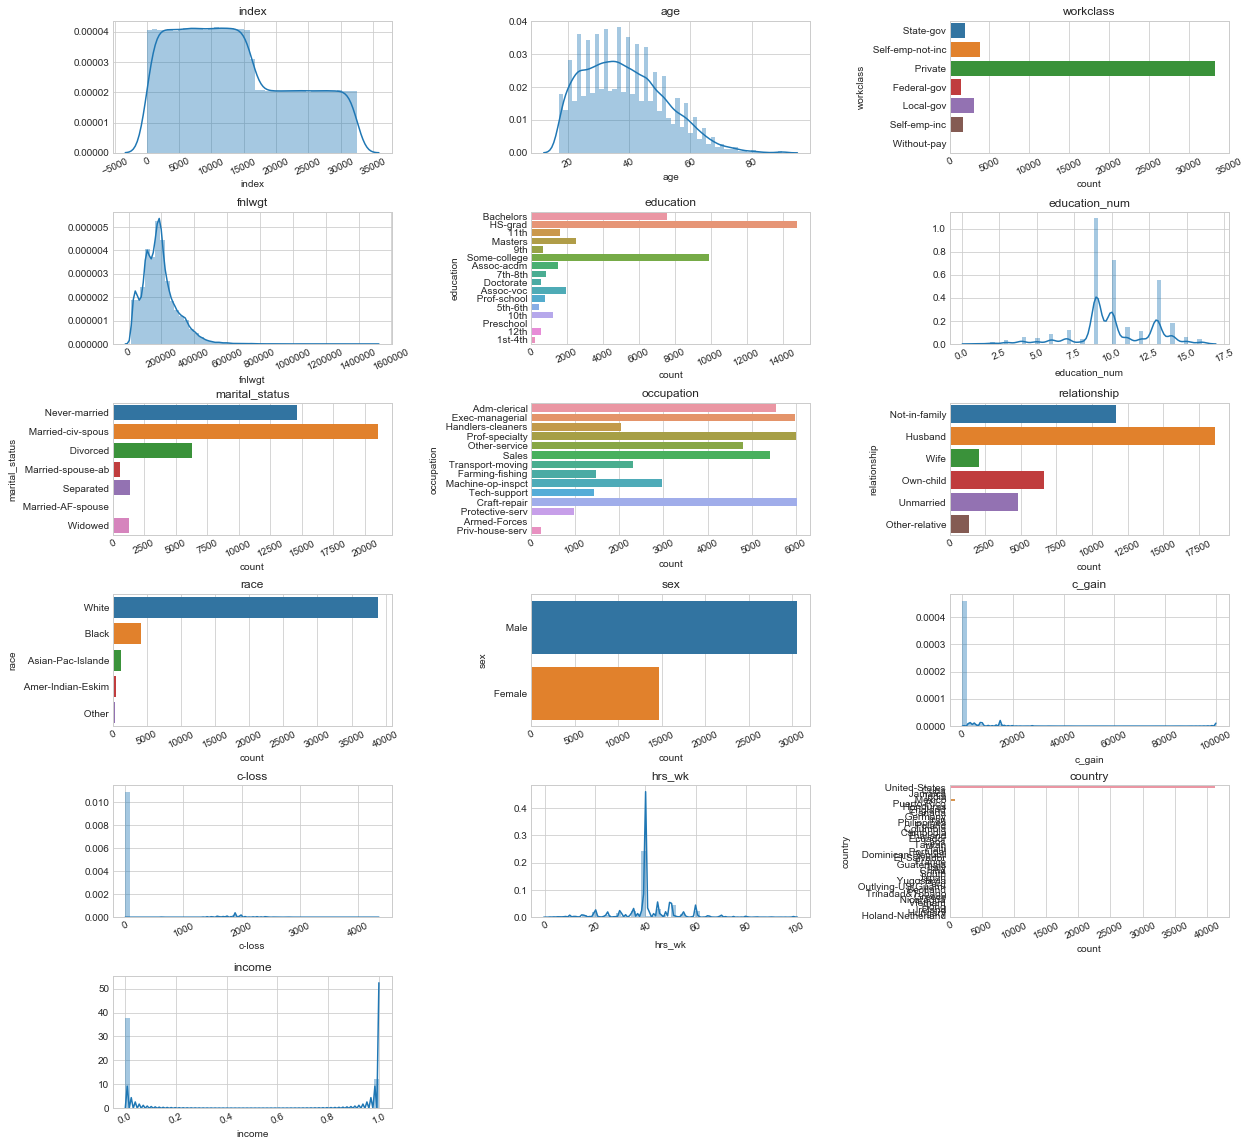 index
0.00004
0.00003
0.00002
0.00001
0.00000
−5000 0 5000 10000 15000 20000 25000 30000 35000
index
age
0.04
0.03
0.02
0.01
0.00
20 40 60 80
age
workclass
workclass
State-gov
Self-emp-not-inc
Private
Federal-gov
Local-gov
Self-emp-inc
Without-pay
0 5000 10000 15000 20000 25000 30000 35000
count
fnlwgt
0.000005
0.000004
0.000003
0.000002
0.000001
0.000000
0 200000 400000 600000 800000 1000000 1200000 1400000 1600000
fnlwgt
education
education
Bachelors
HS-grad
11th
Masters
9th
Some-college
Assoc-acdm
7th-8th
Doctorate
Assoc-voc
Prof-school
5th-6th
10th
Preschool
12th
1st-4th
0 2000 4000 6000 8000 10000 12000 14000
count
education_num
1.0
0.8
0.6
0.4
0.2
0.0
0.0 2.5 5.0 7.5 10.0 12.5 15.0 17.5
education_num
marital_status
marital_status
Never-married
Married-civ-spous
Divorced
Married-spouse-ab
Separated
Married-AF-spouse
Widowed
0 2500 5000 7500 10000 12500 15000 17500 20000
count
occupation
occupation
Adm-clerical
Exec-managerial
Handlers-cleaners
Prof-specialty
Other-service
Sales
Transport-moving
Farming-fishing
Machine-op-inspct
Tech-support
Craft-repair
Protective-serv
Armed-Forces
Priv-house-serv
0 1000 2000 3000 4000 5000 6000
count
relationship
relationship
Not-in-family
Husband
Wife
Own-child
Unmarried
Other-relative
0 2500 5000 7500 10000 12500 15000 17500
count
race
race
White
Black
Asian-Pac-Islande
Amer-Indian-Eskim
Other
0 5000 10000 15000 20000 25000 30000 35000 40000
count
sex
sex
Male
Female
0 5000 10000 15000 20000 25000 30000
count
c_gain
0.0004
0.0003
0.0002
0.0001
0.0000
0 20000 40000 60000 80000 100000
c_gain
c-loss
0.010
0.008
0.006
0.004
0.002
0.000
0 1000 2000 3000 4000
c-loss
hrs_wk
0.4
0.3
0.2
0.1
0.0
0 20 40 60 80 100
hrs_wk
country
country
United-States
Jamaica
Mexico
Honduras
Germany
Philippines
Columbia
Cambodia
Ecuador
Taiwan
Portugal
El-Salvador
Guatemala
Yugoslavia
Nicaragua
Vietnam
Hungary
Holand-Netherland
0 5000 10000 15000 20000 25000 30000 35000 40000
count
income
50
40
30
20
10
0
0.0 0.2 0.4 0.6 0.8 1.0
income